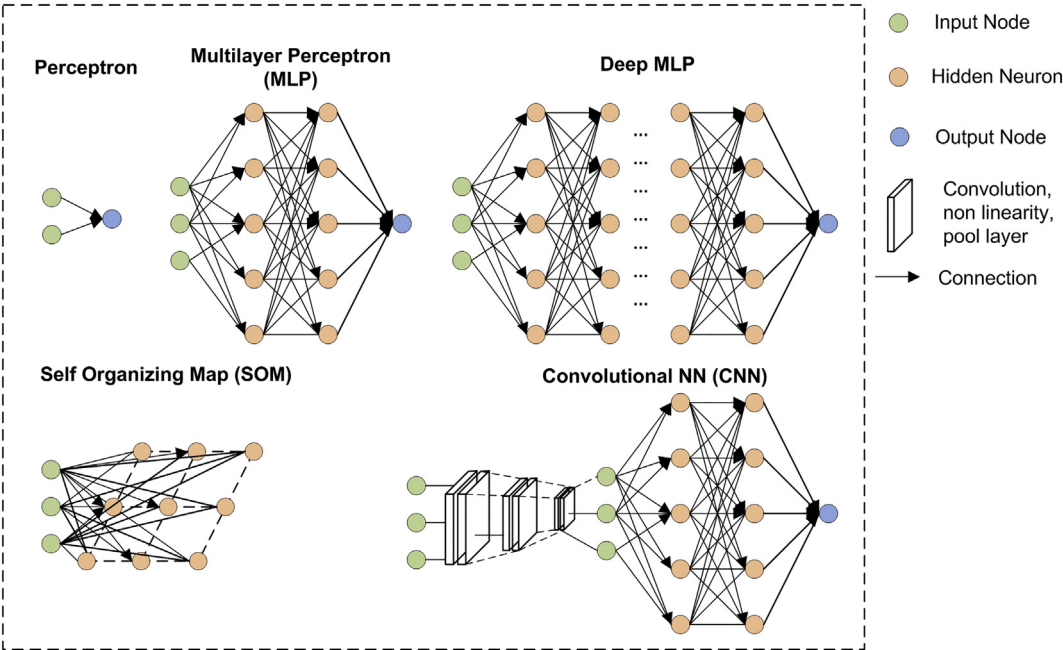 Perceptron
Multilayer Perceptron
(MLP)
Deep MLP
...
...
...
...
...
Self Organizing Map (SOM)
Convolutional NN (CNN)
Input Node
Hidden Neuron
Output Node
Convolution,
non linearity,
pool layer
Connection